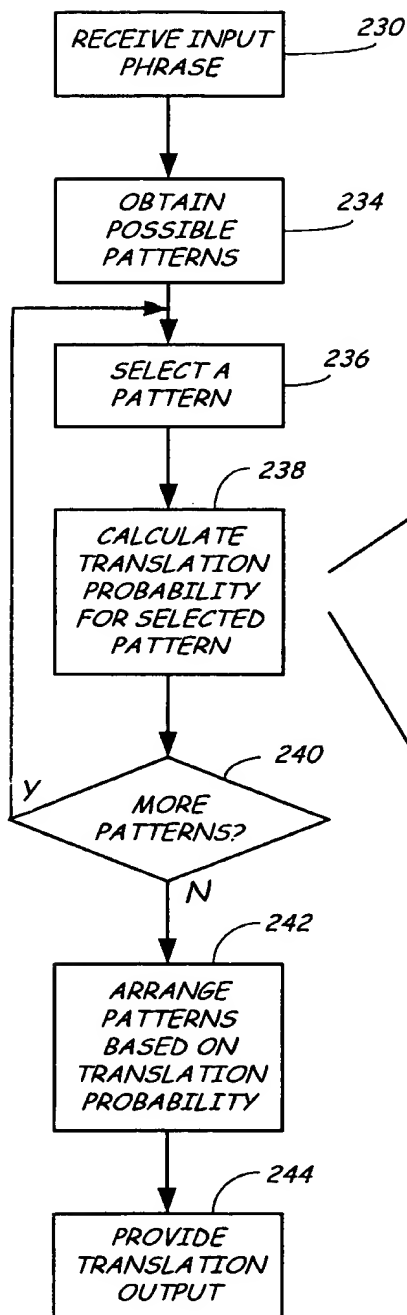 RECEIVE INPUT
PHRASE
230
OBTAIN
POSSIBLE
PATTERNS
234
SELECT A
PATTERN
236
238
CALCULATE
TRANSLATION
PROBABILITY
FOR SELECTED
PATTERN
240
Y
MORE
PATTERNS?
N
242
ARRANGE
PATTERNS
BASED ON
TRANSLATION
PROBABILITY
244
PROVIDE
TRANSLATION
OUTPUT